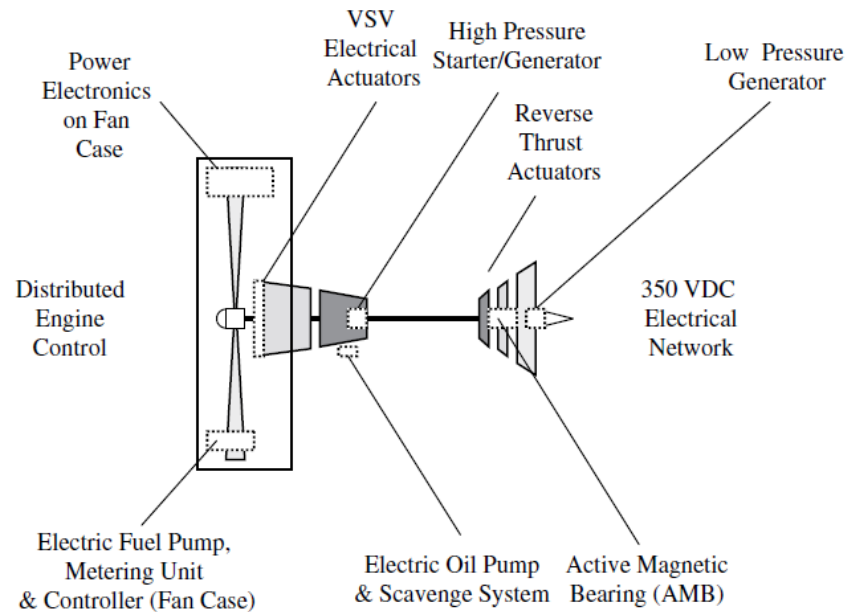 VSV
Electrical
Actuators
High Pressure
Starter/Generator
Low Pressure
Generator
Power
Electronics
on Fan
Case
Reverse
Thrust
Actuators
Distributed
Engine
Control
350 VDC
Electrical
Network
Electric Fuel Pump,
Metering Unit
& Controller (Fan Case)
Electric Oil Pump
& Scavenge System
Active Magnetic
Bearing (AMB)